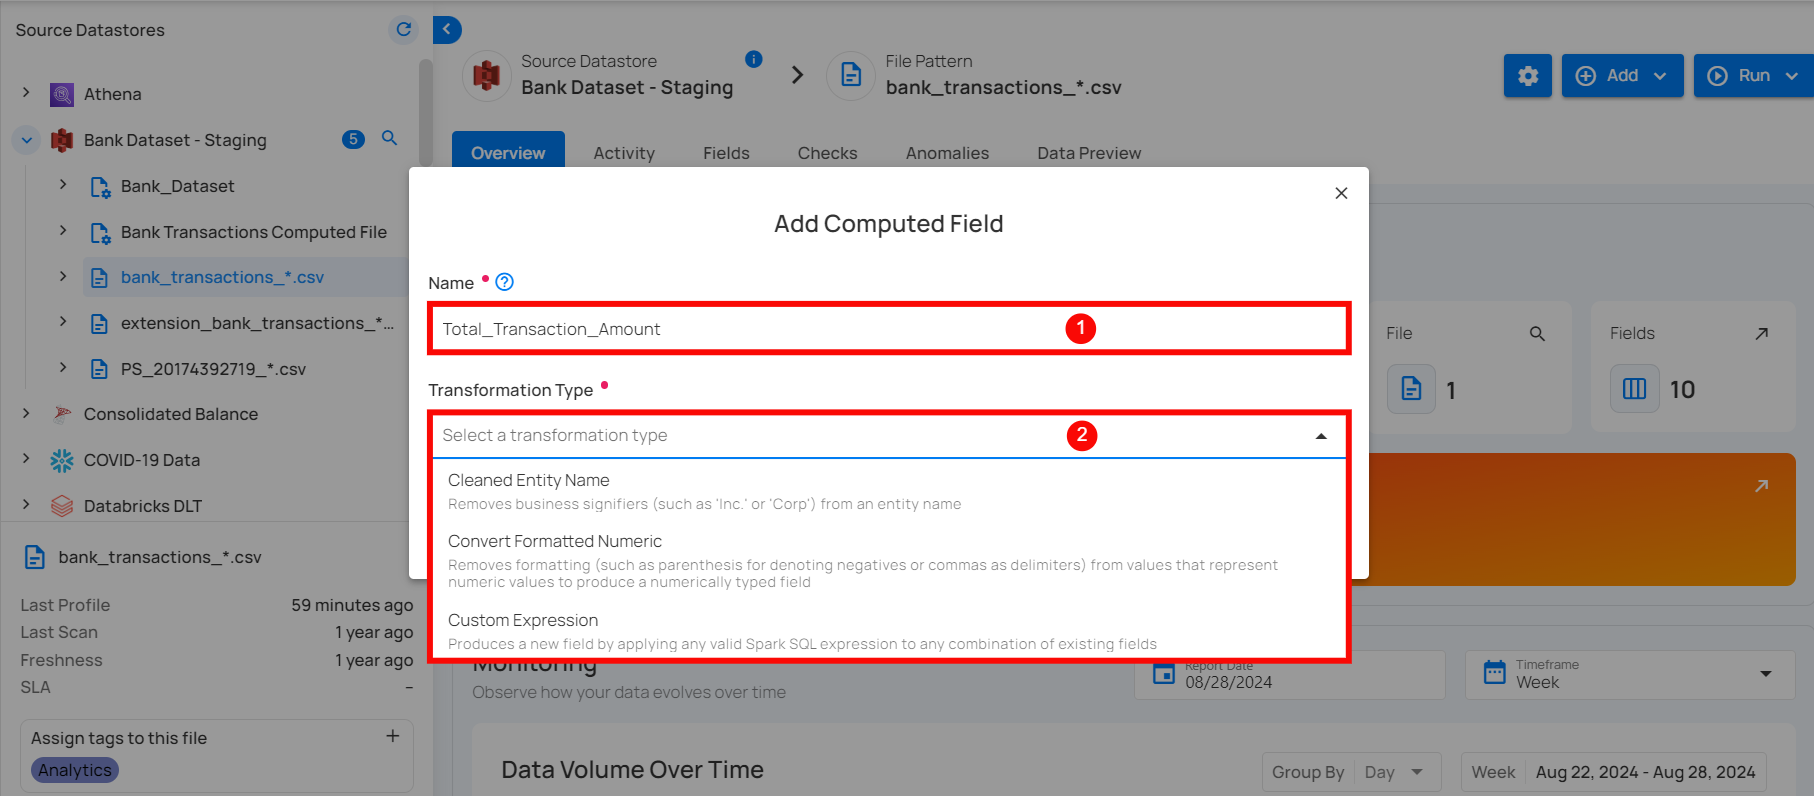 Source Datastores
Athena
Bank Dataset - Staging
5
Bank_Dataset
Bank Transactions Computed File
bank_transactions_*.csv
extension_bank_transactions_*...
PS_20174392719_*.csv
Consolidated Balance
COVID-19 Data
Databricks DLT
bank_transactions_*.csv
Last Profile
59 minutes ago
Last Scan
1 year ago
Freshness
1 year ago
SLA
–
Assign tags to this file
+
Analytics
Source Datastore
Bank Dataset - Staging
File Pattern
bank_transactions_*.csv
Add
Run
Overview
Activity
Fields
Checks
Anomalies
Data Preview
Add Computed Field
Name
Total_Transaction_Amount
1
Transformation Type
Select a transformation type
2
Cleaned Entity Name
Removes business signifiers (such as 'Inc.' or 'Corp') from an entity name
Convert Formatted Numeric
Removes formatting (such as parenthesis for denoting negatives or commas as delimiters) from values that represent
numeric values to produce a numerically typed field
Custom Expression
Produces a new field by applying any valid Spark SQL expression to any combination of existing fields
File
1
Fields
10
Monitoring
Observe how your data evolves over time
Report Date
08/28/2024
Timeframe
Week
Data Volume Over Time
Group By
Day
Week
Aug 22, 2024 - Aug 28, 2024